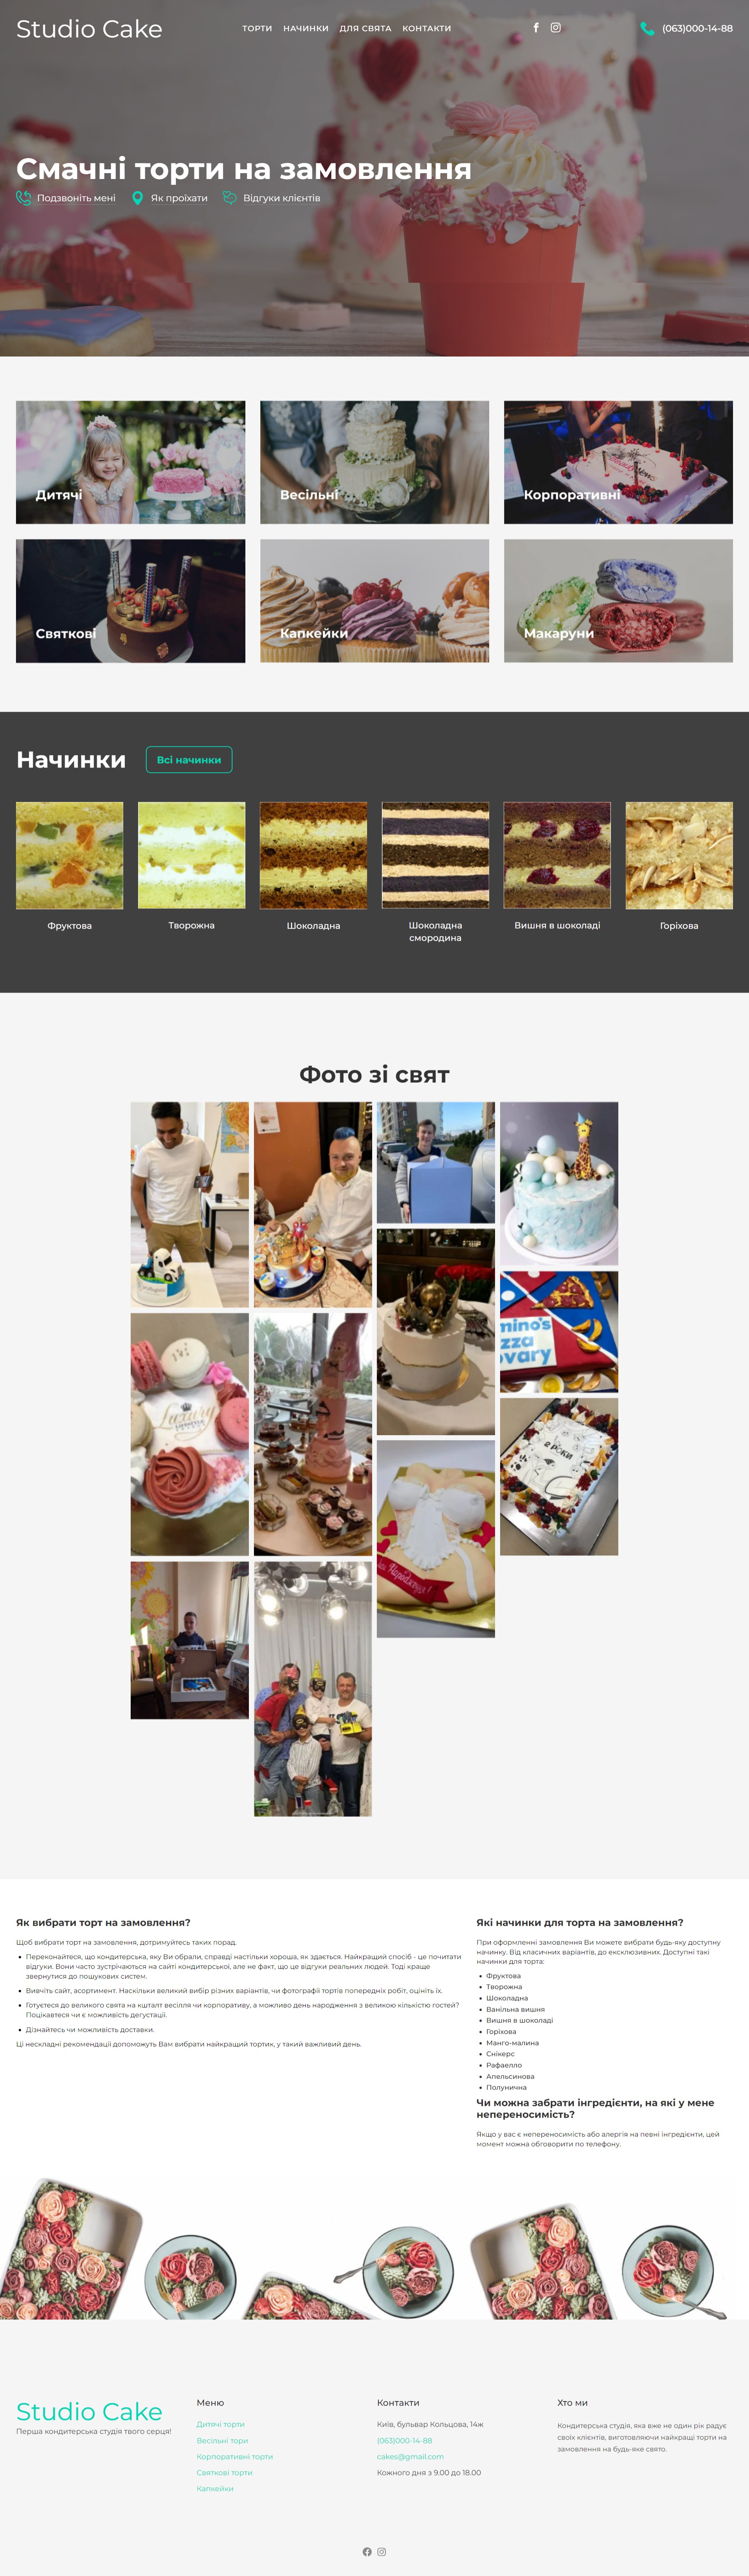 Studio Cake
ТОРТИ НАЧИНКИ ДЛЯ СВЯТА КОНТАКТИ
(063)000-14-88
Смачні торти на замовлення
Подзвоніть мені Як проїхати Відгуки клієнтів
Дитячі
Весільні
Корпоративні
Святкові
Капкейки
Макаруни
Начинки
Всі начинки
Фруктова
Творожна
Шоколадна
Шоколадна
смородина
Вишня в шоколаді
Горіхова
Фото зі свят
Luxury
2 РОКИ
Як вибрати торт на замовлення?
Щоб вибрати торт на замовлення, дотримуйтесь таких порад.
Переконайтеся, що кондитерська, яку Ви обрали, справді настільки хороша, як здається. Найкращий спосіб - це почитати
відгуки. Вони часто зустрічаються на сайті кондитерської, але не факт, що це відгуки реальних людей. Тоді краще
звернутися до пошукових систем.
Вивчіть сайт, асортимент. Наскільки великий вибір різних варіантів, чи фотографії тортів попередніх робіт, оцініть їх.
Готуєтеся до великого свята на кшталт весілля чи корпоративу, а можливо день народження з великою кількістю гостей?
Поцікавтеся чи є можливість дегустації.
Дізнайтесь чи можливість доставки.
Ці нескладні рекомендації допоможуть Вам вибрати найкращий тортик, у такий важливий день.
Які начинки для торта на замовлення?
При оформленні замовлення Ви можете вибрати будь-яку доступну
начинку. Від класичних варіантів, до ексклюзивних. Доступні такі
начинки для торта:
Фруктова
Творожна
Шоколадна
Ванільна вишня
Вишня в шоколаді
Горіхова
Манго-малина
Снікерс
Рафаелло
Апельсинова
Полунична
Чи можна забрати інгредієнти, на які у мене
непереносимість?
Якщо у вас є непереносимість або алергія на певні інгредієнти, цей
момент можна обговорити по телефону.
Studio Cake
Перша кондитерська студія твого серця!
Меню
Дитячі торти
Весільні тори
Корпоративні торти
Святкові торти
Капкейки
Контакти
Київ, бульвар Кольцова, 14ж
(063)000-14-88
cakes@gmail.com
Кожного дня з 9.00 до 18.00
Хто ми
Кондитерська студія, яка вже не один рік радує
своїх клієнтів, виготовляючи найкращі торти на
замовлення на будь-яке свято.